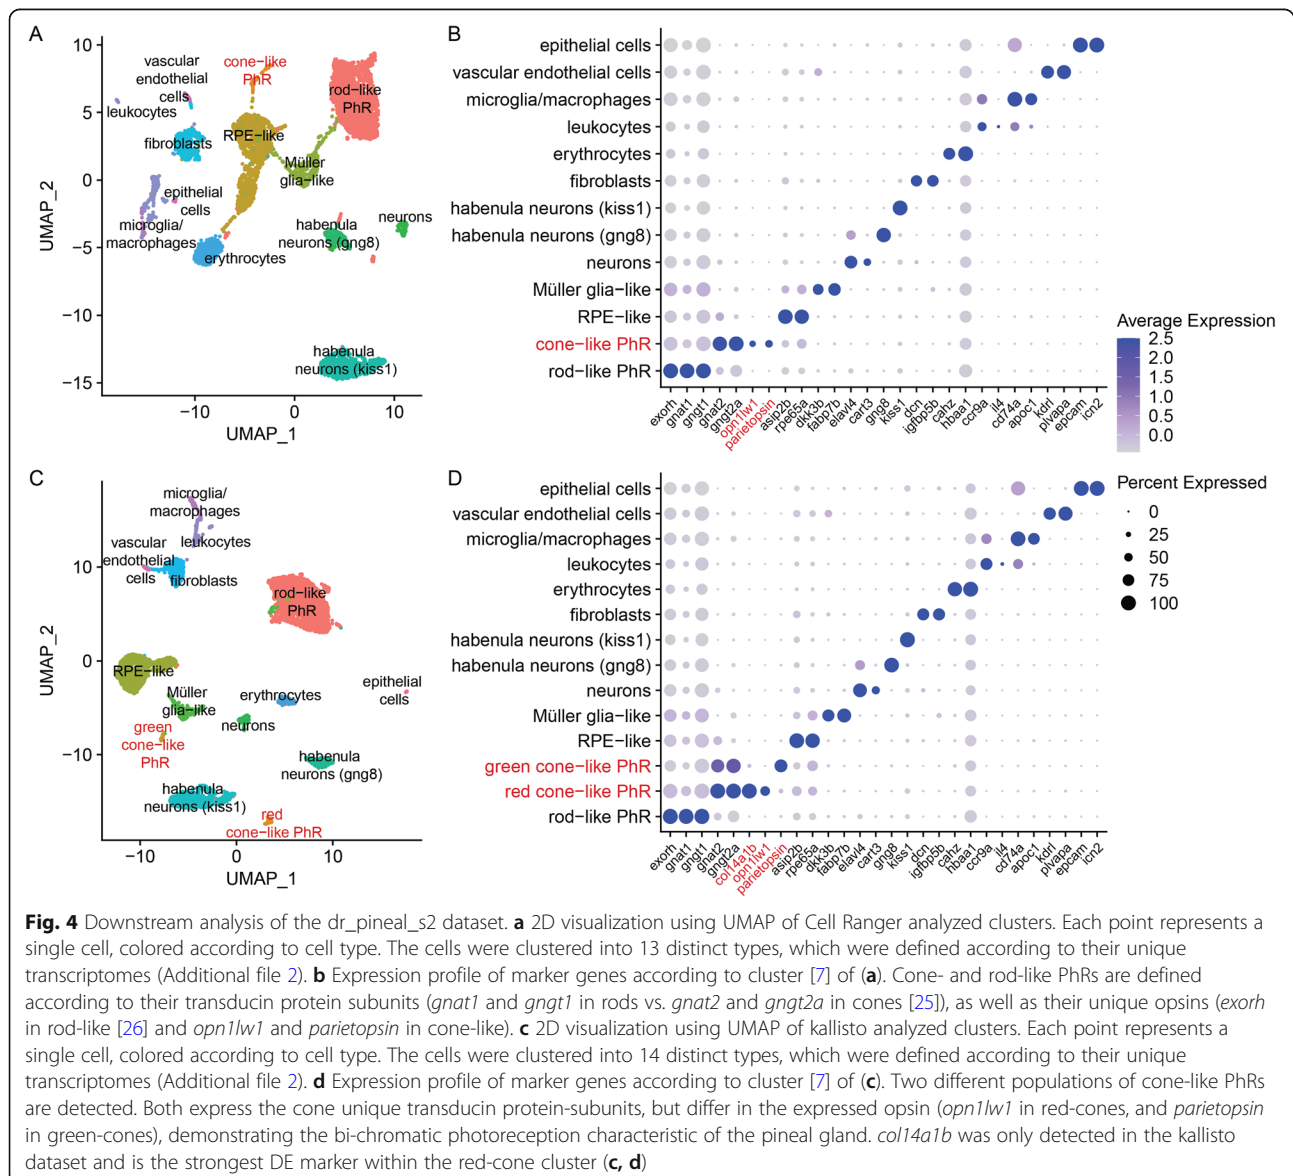 A
10
5
0
−5
−10
−15
UMAP_2
−10
0
10
UMAP_1
vascular
endothelial
cells
leukocytes
cone−like
PhR
rod−like
PhR
fibroblasts
RPE−like
Müller
glia−like
epithelial
cells
microglia/
macrophages
erythrocytes
habenula
neurons (gng8)
neurons
habenula
neurons (kiss1)
B
epithelial cells
vascular endothelial cells
microglia/macrophages
leukocytes
erythrocytes
fibroblasts
habenula neurons (kiss1)
habenula neurons (gng8)
neurons
Müller glia−like
RPE−like
cone−like PhR
rod−like PhR
exorh
gnat1
gngt1
gnat2
gngt2a
opn1lw1
parietopsin
asip2b
rpe65a
dkk3b
fabp7b
elavl4
cart3
gng8
kiss1
dcn
igfbp5b
cahz
hbaa1
ccr9a
il4
cd74a
apoc1
kdrl
plvapa
epcam
icn2
Average Expression
2.5
2.0
1.5
1.0
0.5
0.0
Percent Expressed
0
25
50
75
100
C
10
0
−10
UMAP_2
−10
0
10
UMAP_1
microglia/
macrophages
leukocytes
vascular
endothelial
cells
fibroblasts
rod−like
PhR
RPE−like
Müller
glia−like
erythrocytes
epithelial
cells
neurons
green
cone−like
PhR
habenula
neurons (gng8)
habenula
neurons (kiss1)
red
cone−like PhR
D
epithelial cells
vascular endothelial cells
microglia/macrophages
leukocytes
erythrocytes
fibroblasts
habenula neurons (kiss1)
habenula neurons (gng8)
neurons
Müller glia−like
RPE−like
green cone−like PhR
red cone−like PhR
rod−like PhR
exorh
gnat1
gngt1
gnat2
gngt2a
col14a1b
opn1lw1
parietopsin
asip2b
rpe65a
dkk3b
fabp7b
elavl4
cart3
gng8
kiss1
dcn
igfbp5b
cahz
hbaa1
ccr9a
il4
cd74a
apoc1
kdrl
plvapa
epcam
icn2
Fig. 4 Downstream analysis of the dr_pineal_s2 dataset. a 2D visualization using UMAP of Cell Ranger analyzed clusters. Each point represents a
single cell, colored according to cell type. The cells were clustered into 13 distinct types, which were defined according to their unique
transcriptomes (Additional file 2). b Expression profile of marker genes according to cluster [7] of (a). Cone- and rod-like PhRs are defined
according to their transducin protein subunits (gnat1 and gngt1 in rods vs. gnat2 and gngt2a in cones [25]), as well as their unique opsins (exorh
in rod-like [26] and opn1lw1 and parietopsin in cone-like). c 2D visualization using UMAP of kallisto analyzed clusters. Each point represents a
single cell, colored according to cell type. The cells were clustered into 14 distinct types, which were defined according to their unique
transcriptomes (Additional file 2). d Expression profile of marker genes according to cluster [7] of (c). Two different populations of cone-like PhRs
are detected. Both express the cone unique transducin protein-subunits, but differ in the expressed opsin (opn1lw1 in red-cones, and parietopsin
in green-cones), demonstrating the bi-chromatic photoreception characteristic of the pineal gland. col14a1b was only detected in the kallisto
dataset and is the strongest DE marker within the red-cone cluster (c, d)